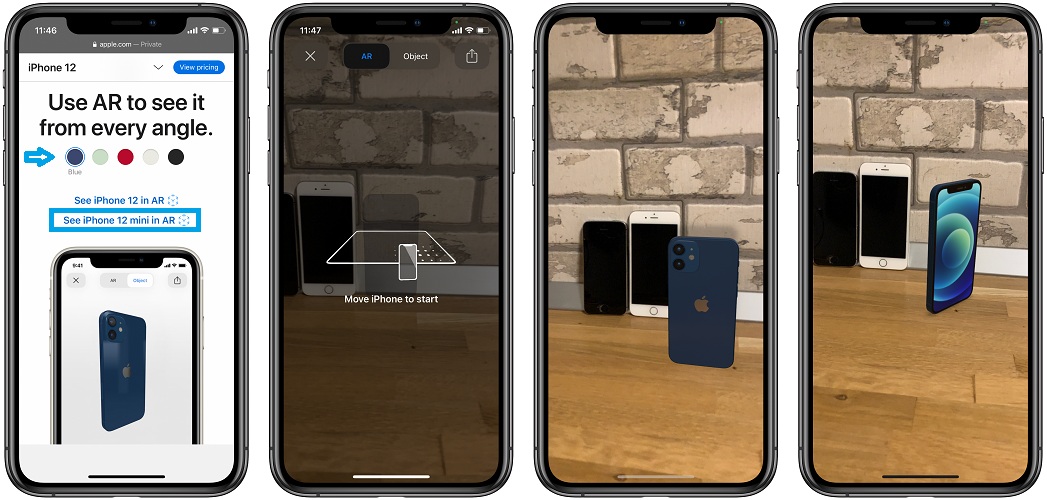 11:46
apple.com — Private
iPhone 12
View pricing
Use AR to see it
from every angle.
Blue
See iPhone 12 in AR
See iPhone 12 mini in AR
9:41
AR Object
11:47
AR Object
Move iPhone to start